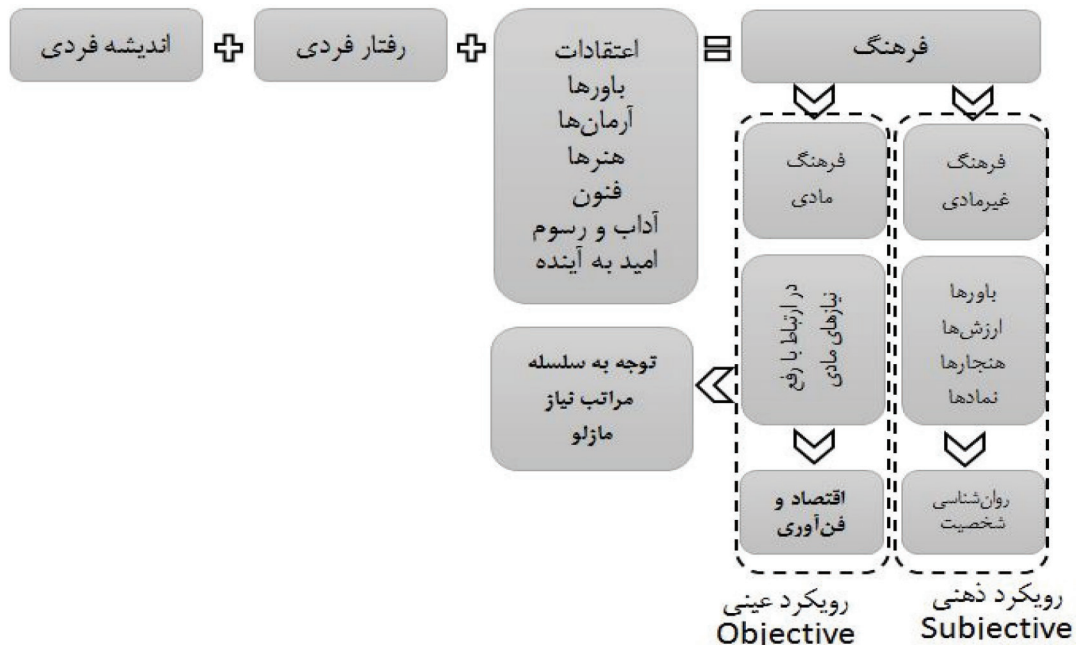 فرهنگ
اعتقادات
باورها
آرمان‌ها
هنرها
فنون
آداب و رسوم
امید به آینده
رفتار فردی
اندیشه فردی
فرهنگ
غیرمادی
فرهنگ
مادی
باورها
ارزش‌ها
هنجارها
نمادها
در ارتباط با رفع
نیازهای مادی
توجه به سلسله
مراتب نیاز
مازلو
روان‌شناسی
شخصیت
اقتصاد و
فن‌آوری
رویکرد ذهنی
Subjective
رویکرد عینی
Objective